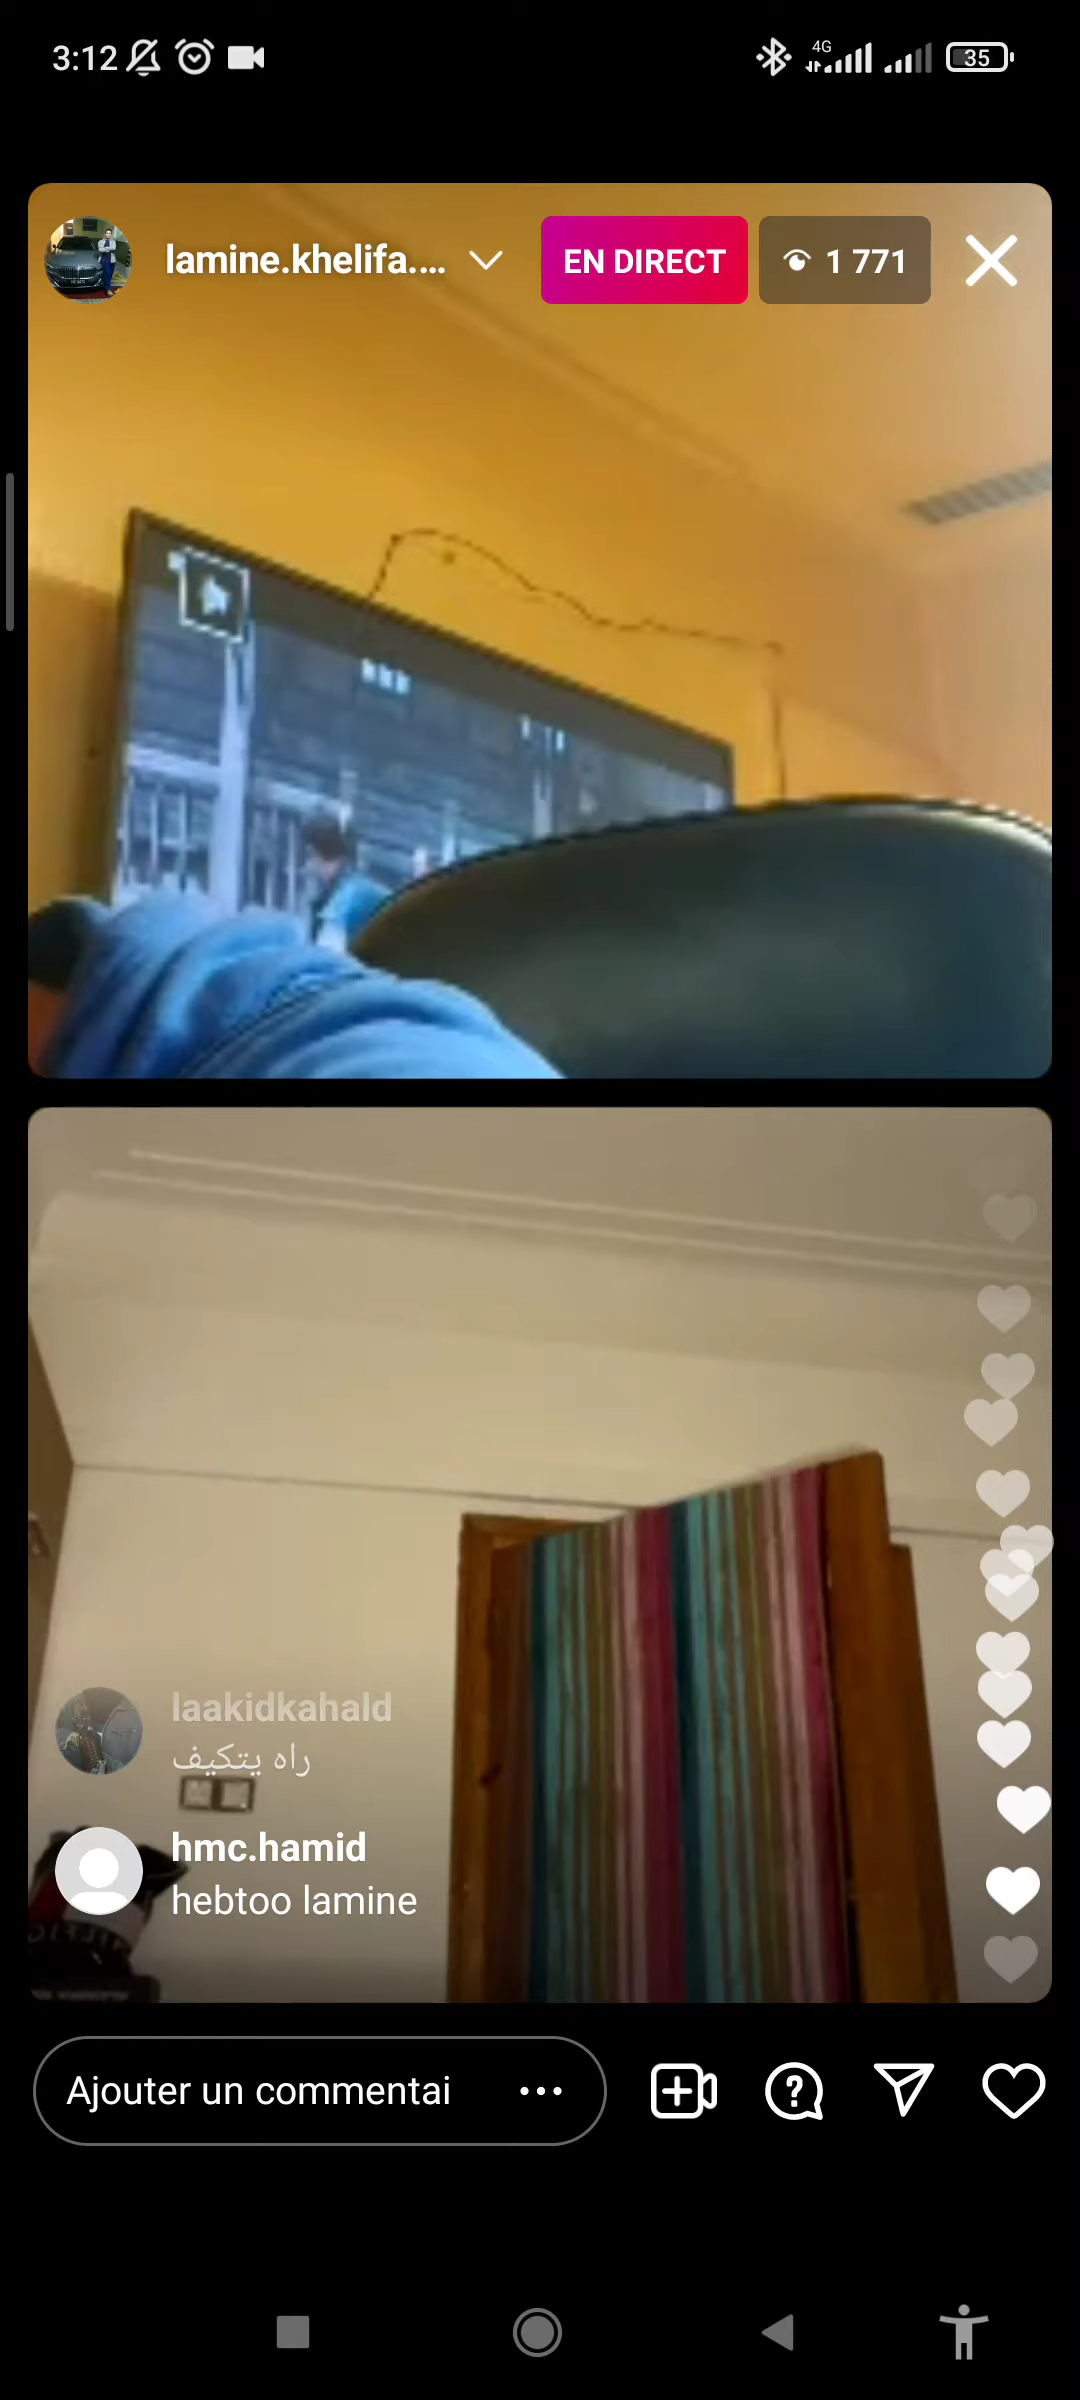 3:12
4G
35
lamine.khelifa....
EN DIRECT
1 771
laakidkahald
راه يتكيف
hmc.hamid
hebtoo lamine
Ajouter un commentai